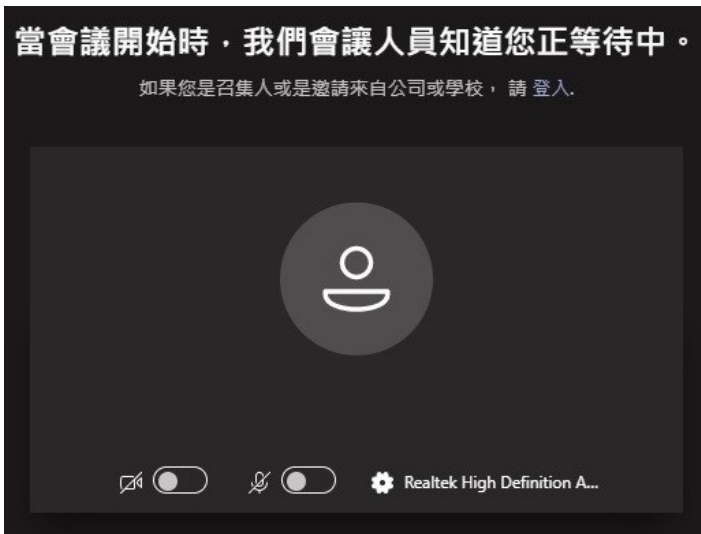 當會議開始時，我們會讓人員知道您正等待中。
如果您是召集人或是邀請來自公司或學校， 請 登入.
Realtek High Definition A...